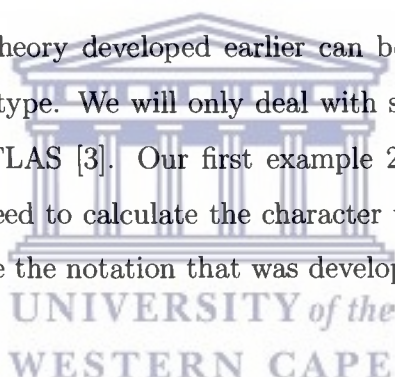 heory developed earlier can b
type. We will only deal with s
TLAS [3]. Our first example 2
eed to calculate the character
e the notation that was develop
UNIVERSITY of the
WESTERN CAPE